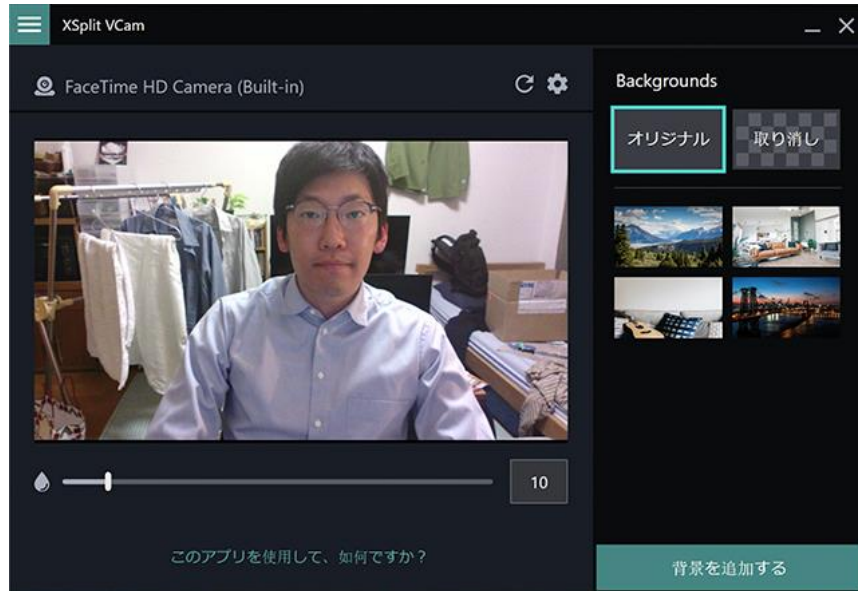 XSplit VCam
FaceTime HD Camera (Built-in)
Backgrounds
オリジナル
取り消し
10
このアプリを使用して、如何ですか？
背景を追加する